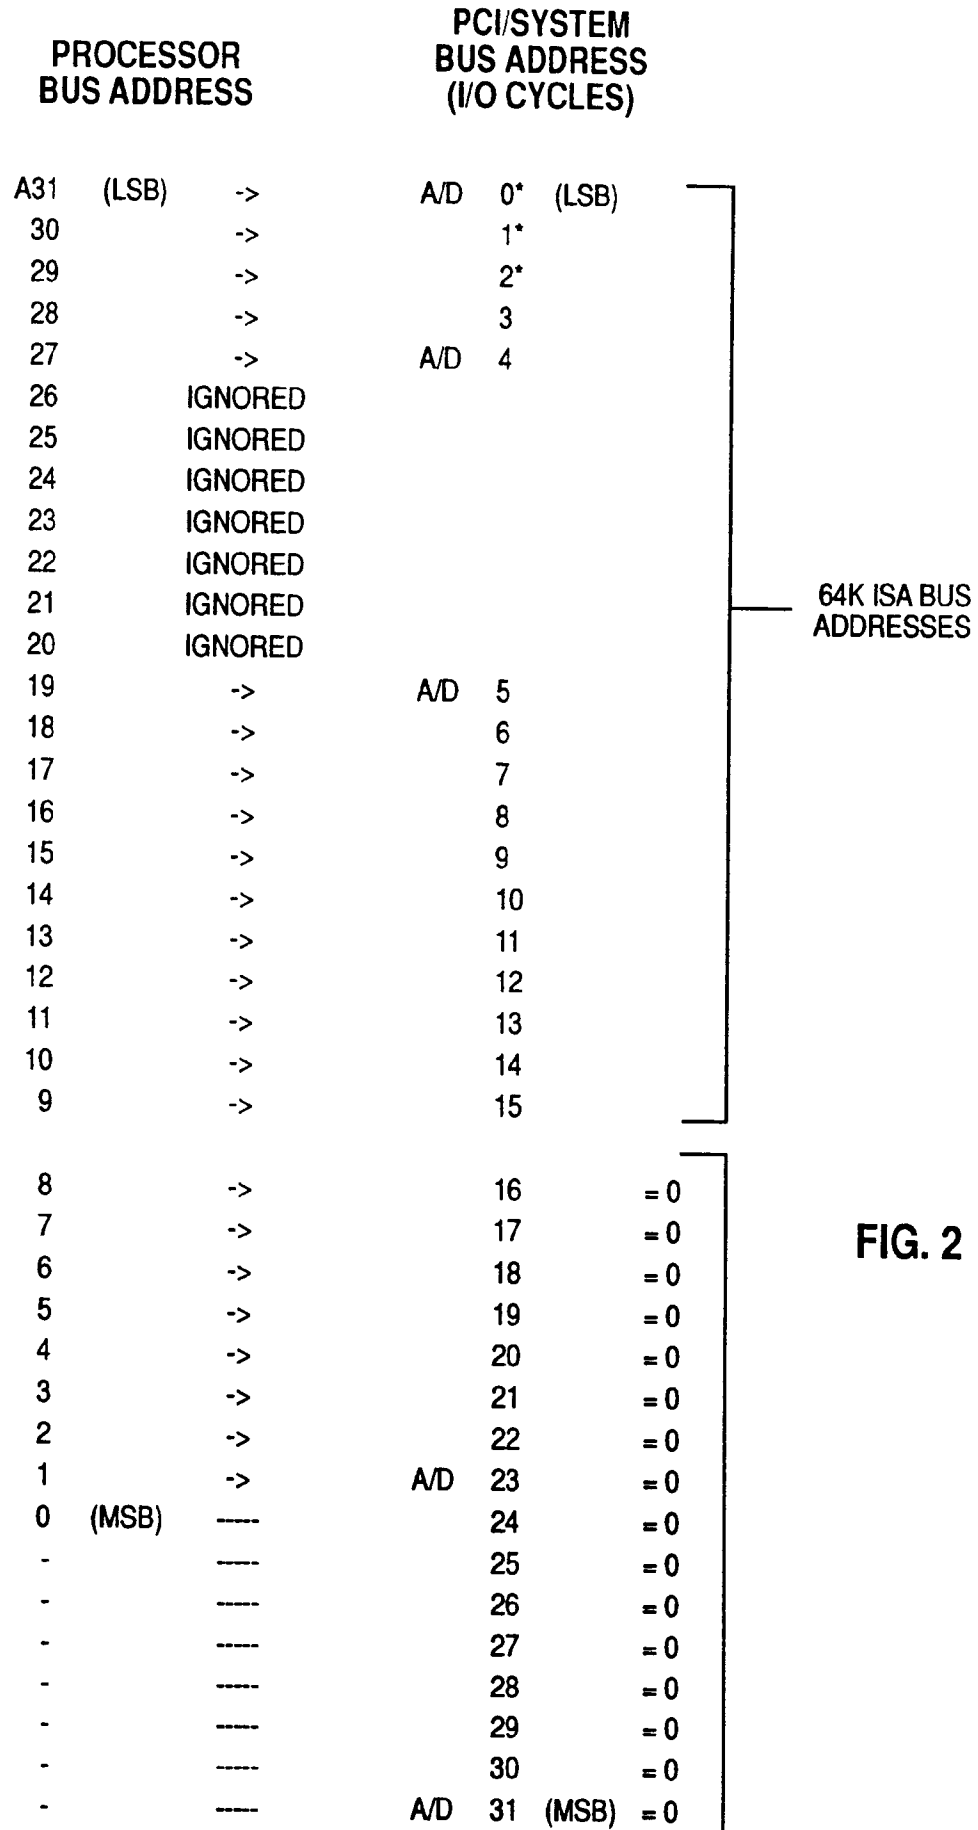 PROCESSOR
BUS ADDRESS
PCI/SYSTEM
BUS ADDRESS
(I/O CYCLES)
A31 (LSB) -> A/D 0* (LSB)
30 -> 1*
29 -> 2*
28 -> 3
27 -> A/D 4
26 IGNORED
25 IGNORED
24 IGNORED
23 IGNORED
22 IGNORED
21 IGNORED
20 IGNORED
64K ISA BUS
ADDRESSES
19 -> A/D 5
18 -> 6
17 -> 7
16 -> 8
15 -> 9
14 -> 10
13 -> 11
12 -> 12
11 -> 13
10 -> 14
9 -> 15
8 -> 16 = 0
7 -> 17 = 0
FIG. 2
6 -> 18 = 0
5 -> 19 = 0
4 -> 20 = 0
3 -> 21 = 0
2 -> 22 = 0
1 -> A/D 23 = 0
0 (MSB) ----- 24 = 0
- ----- 25 = 0
- ----- 26 = 0
- ----- 27 = 0
- ----- 28 = 0
- ----- 29 = 0
- ----- 30 = 0
- ----- A/D 31 (MSB) = 0